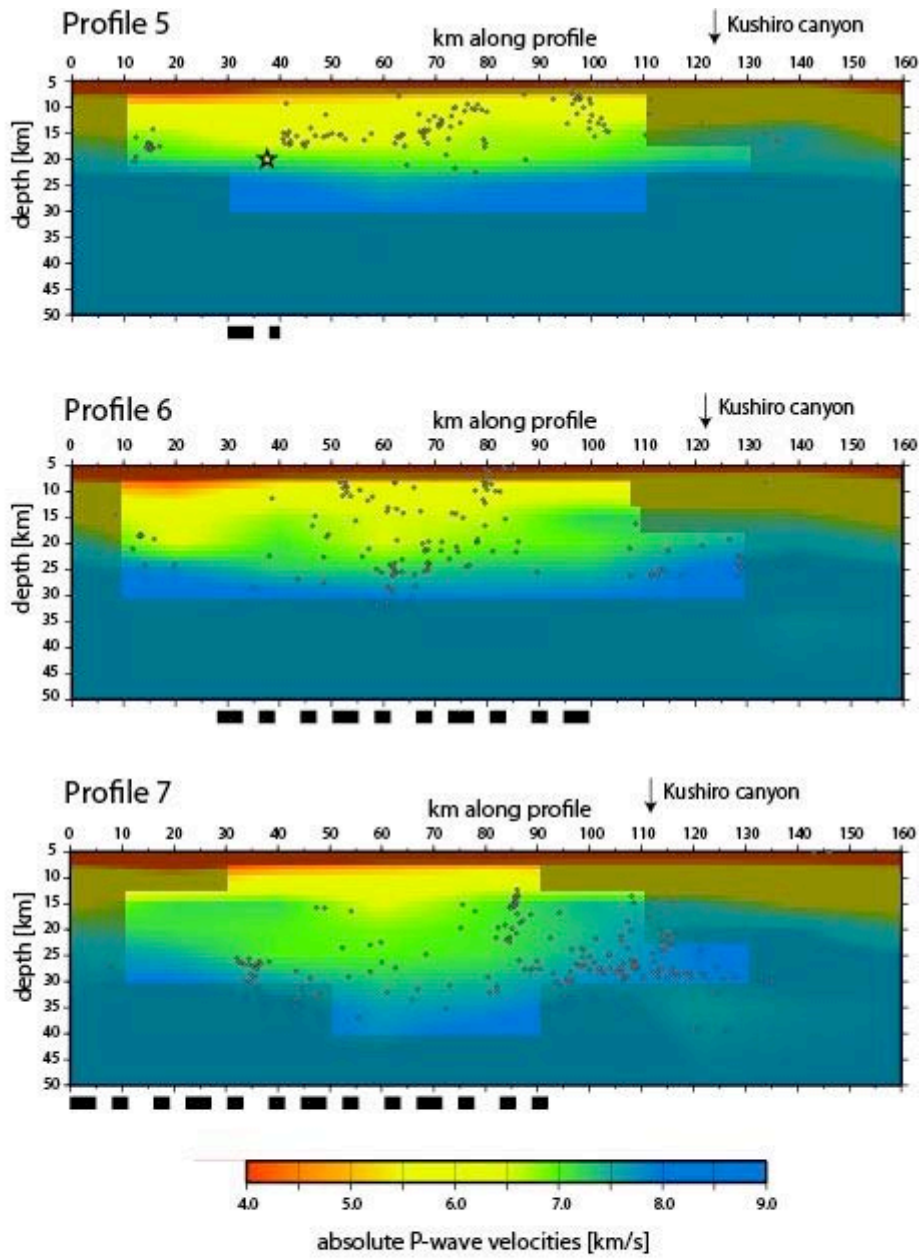 Profile 5
km along profile
Kushiro canyon
0 10 20 30 40 50 60 70 80 90 100 110 120 130 140 150 160
5
10
15
20
25
30
35
40
45
50
depth [km]
Profile 6
km along profile
Kushiro canyon
0 10 20 30 40 50 60 70 80 90 100 110 120 130 140 150 160
5
10
15
20
25
30
35
40
45
50
depth [km]
Profile 7
km along profile
Kushiro canyon
0 10 20 30 40 50 60 70 80 90 100 110 120 130 140 150 160
5
10
15
20
25
30
35
40
45
50
depth [km]
4.0 5.0 6.0 7.0 8.0 9.0
absolute P-wave velocities [km/s]